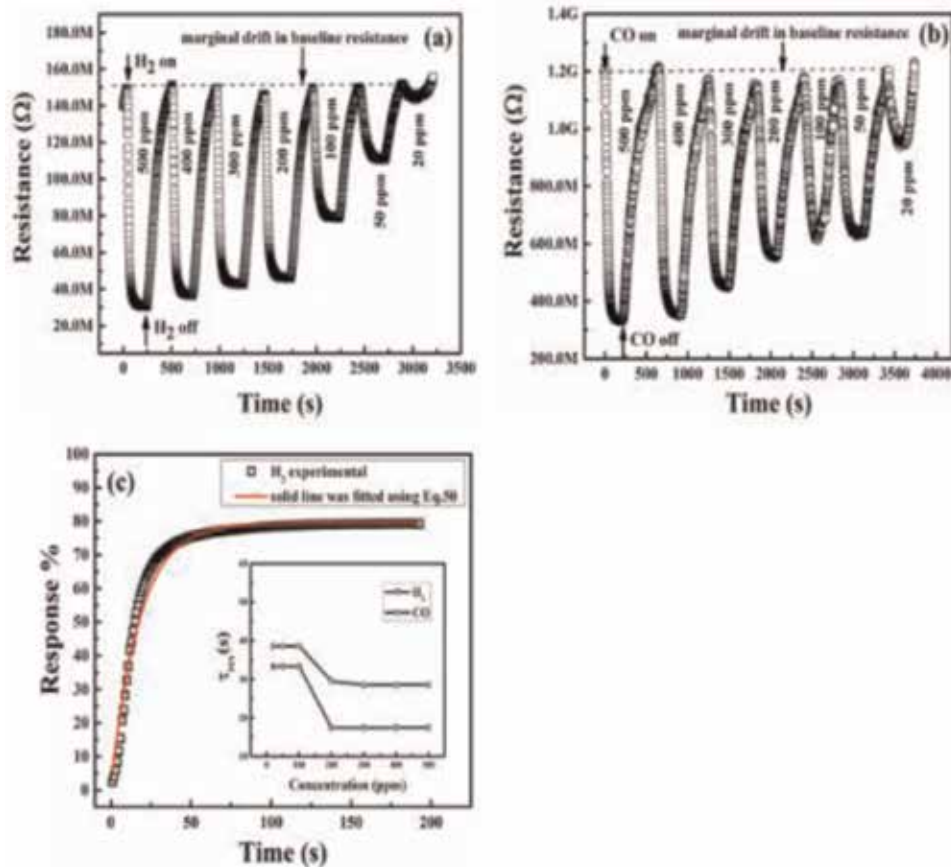 (a)
H2 on
marginal drift in baseline resistance
500 ppm
400 ppm
300 ppm
200 ppm
100 ppm
50 ppm
20 ppm
H2 off
Resistance (Ω)
180.0M
160.0M
140.0M
120.0M
100.0M
80.0M
60.0M
40.0M
20.0M
0 500 1000 1500 2000 2500 3000 3500
Time (s)
(b)
CO on
marginal drift in baseline resistance
500 ppm
400 ppm
300 ppm
200 ppm
100 ppm
50 ppm
20 ppm
CO off
Resistance (Ω)
1.4G
1.2G
1.0G
800.0M
600.0M
400.0M
200.0M
0 500 1000 1500 2000 2500 3000 3500 4000
Time (s)
(c)
H2 experimental
solid line was fitted using Eq.50
Response %
100
90
80
70
60
50
40
30
20
10
0
0 50 100 150 200
Time (s)
H2
CO
(s)
Concentration (ppm)